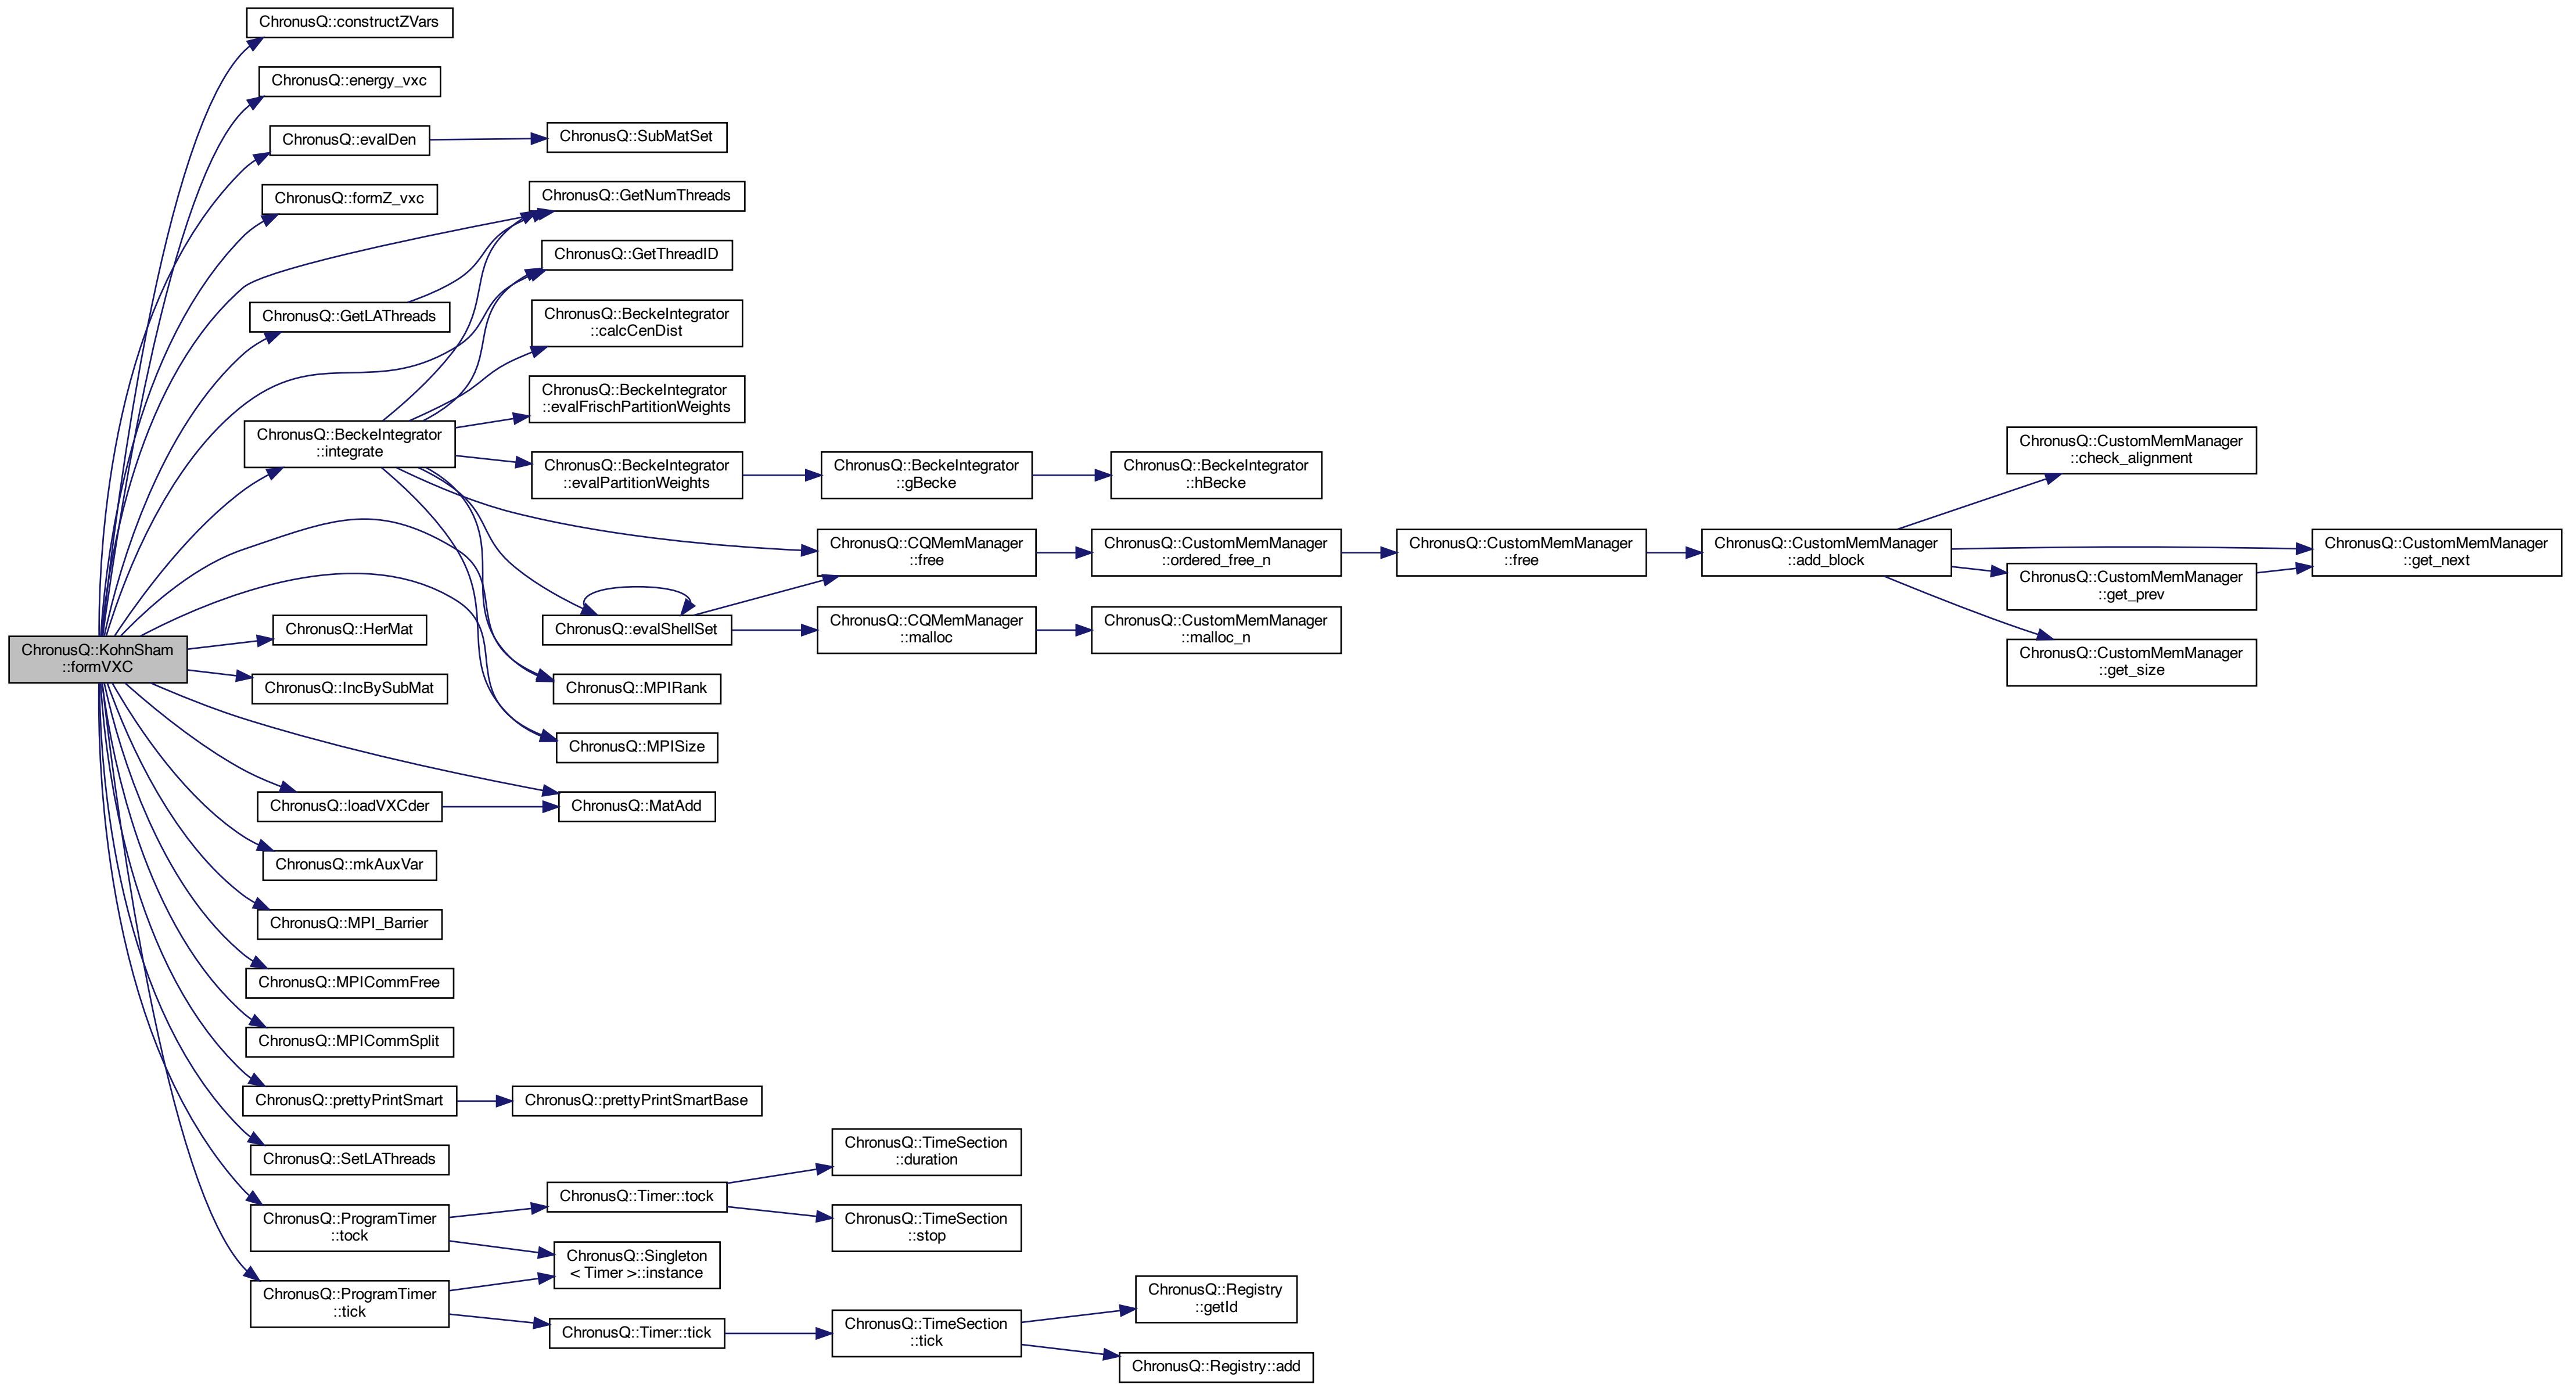 ChronusQ::constructZVars
ChronusQ::energy_vxc
ChronusQ::evalDen
ChronusQ::SubMatSet
ChronusQ::formZ_vxc
ChronusQ::GetNumThreads
ChronusQ::GetThreadID
ChronusQ::GetLAThreads
ChronusQ::BeckeIntegrator
::calcCenDist
ChronusQ::BeckeIntegrator
::evalFrischPartitionWeights
ChronusQ::BeckeIntegrator
::integrate
ChronusQ::BeckeIntegrator
::evalPartitionWeights
ChronusQ::BeckeIntegrator
::gBecke
ChronusQ::BeckeIntegrator
::hBecke
ChronusQ::CustomMemManager
::check_alignment
ChronusQ::CQMemManager
::free
ChronusQ::CustomMemManager
::ordered_free_n
ChronusQ::CustomMemManager
::free
ChronusQ::CustomMemManager
::add_block
ChronusQ::CustomMemManager
::get_next
ChronusQ::CustomMemManager
::get_prev
ChronusQ::evalShellSet
ChronusQ::CQMemManager
::malloc
ChronusQ::CustomMemManager
::malloc_n
ChronusQ::CustomMemManager
::get_size
ChronusQ::KohnSham
::formVXC
ChronusQ::HerMat
ChronusQ::IncBySubMat
ChronusQ::MPIRank
ChronusQ::MPISize
ChronusQ::loadVXCder
ChronusQ::MatAdd
ChronusQ::mkAuxVar
ChronusQ::MPI_Barrier
ChronusQ::MPICommFree
ChronusQ::MPICommSplit
ChronusQ::prettyPrintSmart
ChronusQ::prettyPrintSmartBase
ChronusQ::SetLAThreads
ChronusQ::TimeSection
::duration
ChronusQ::ProgramTimer
::tock
ChronusQ::Timer::tock
ChronusQ::TimeSection
::stop
ChronusQ::Singleton
< Timer >::instance
ChronusQ::ProgramTimer
::tick
ChronusQ::Timer::tick
ChronusQ::TimeSection
::tick
ChronusQ::Registry
::getId
ChronusQ::Registry::add